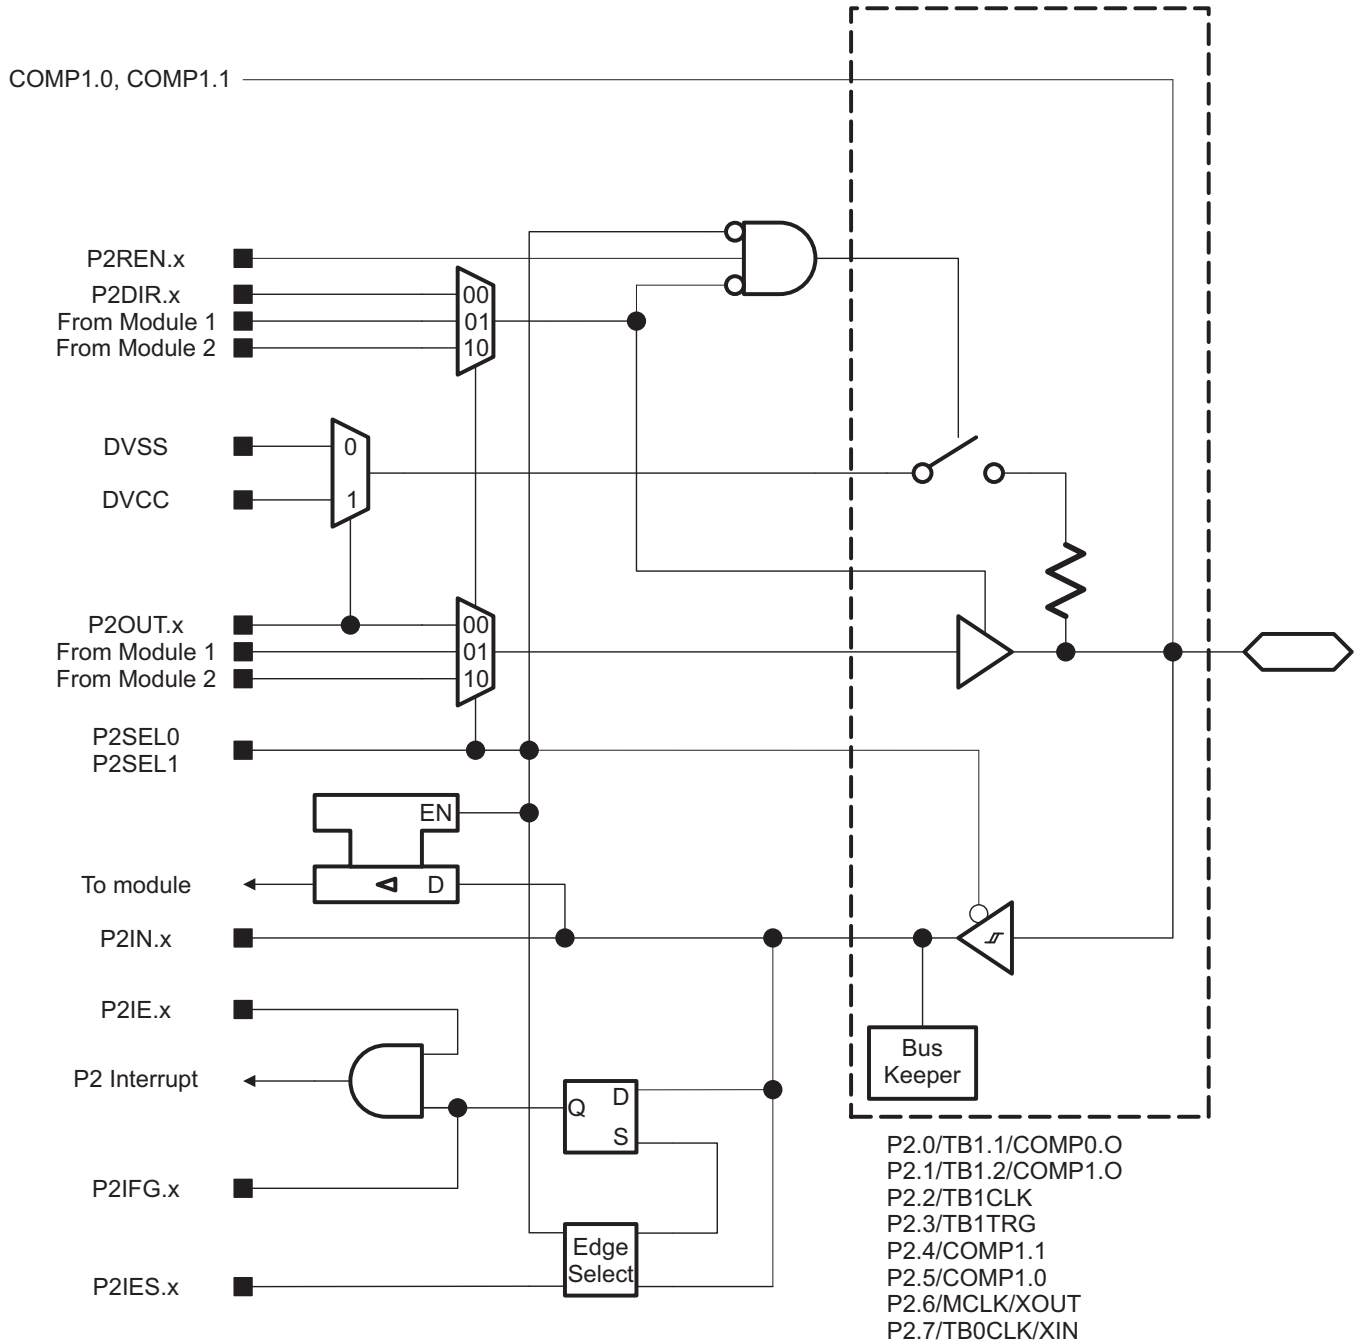 COMP1.0, COMP1.1
P2REN.x
P2DIR.x
From Module 1
From Module 2
00
01
10
DVSS
DVCC
0
1
P2OUT.x
From Module 1
From Module 2
00
01
10
P2SEL0
P2SEL1
EN
To module
D
P2IN.x
P2IE.x
Bus
Keeper
P2 Interrupt
Q
D
S
P2IFG.x
Edge
Select
P2IES.x
P2.0/TB1.1/COMP0.O
P2.1/TB1.2/COMP1.O
P2.2/TB1CLK
P2.3/TB1TRG
P2.4/COMP1.1
P2.5/COMP1.0
P2.6/MCLK/XOUT
P2.7/TB0CLK/XIN